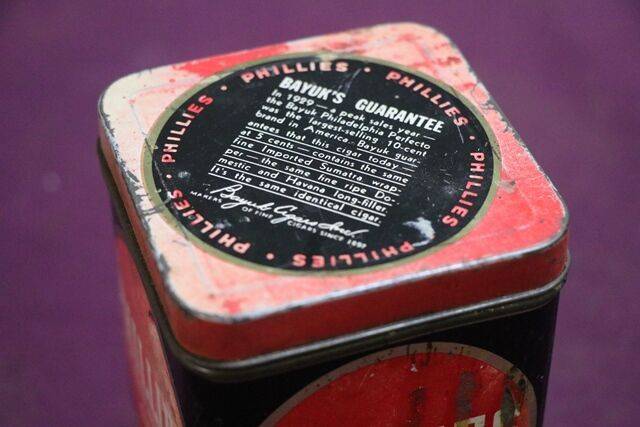 PHILLIES • PHILLIES • PHILLIES • PHILLIES • PHILLIES • PHILLIES
BAYUK'S GUARANTEE
In 1929 — a peak sales year —
the Bayuk Philadelphia Perfecto
was the largest-selling 10-cent
brand in America. Bayuk guar-
antees that this cigar today —
at 5 cents — contains the same
fine Imported Sumatra wrap-
per — the same fine ripe Do-
mestic and Havana long-filler.
It's the same identical cigar.
Bayuk Cigars Inc.
MAKERS OF FINE CIGARS SINCE 1897